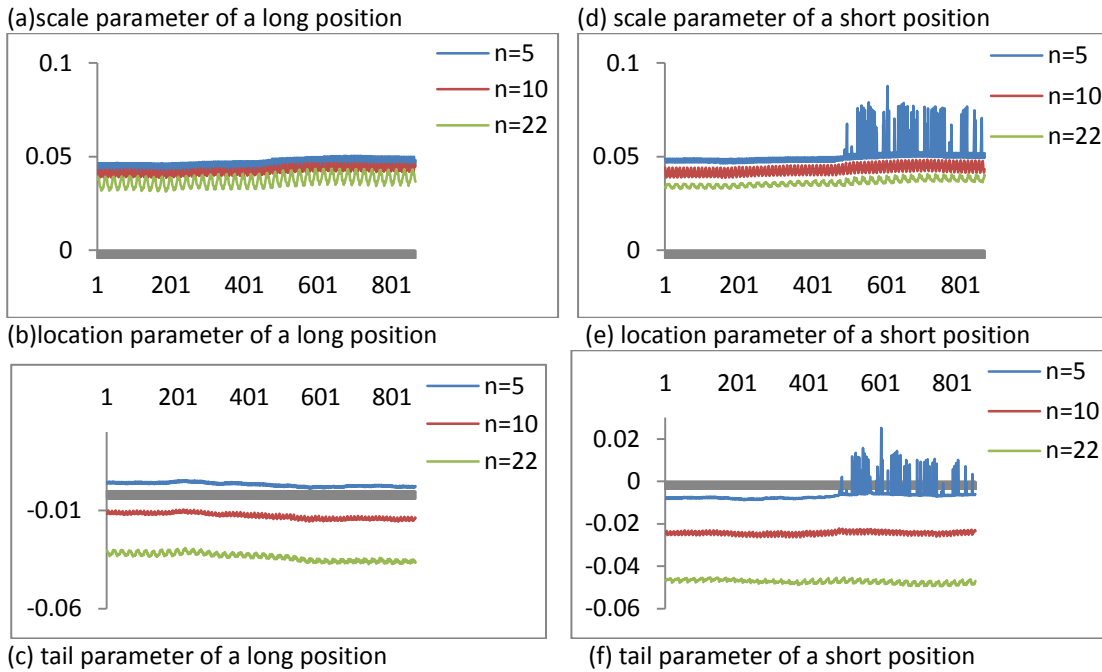 (a)scale parameter of a long position
0.1
0.05
0
1 201 401 601 801
n=5
n=10
n=22
(d) scale parameter of a short position
0.1
0.05
0
1 201 401 601 801
n=5
n=10
n=22
(b)location parameter of a long position
1 201 401 601 801
-0.01
-0.06
n=5
n=10
n=22
(e) location parameter of a short position
1 201 401 601 801
0.02
0
-0.02
-0.04
-0.06
n=5
n=10
n=22
(c) tail parameter of a long position
(f) tail parameter of a short position